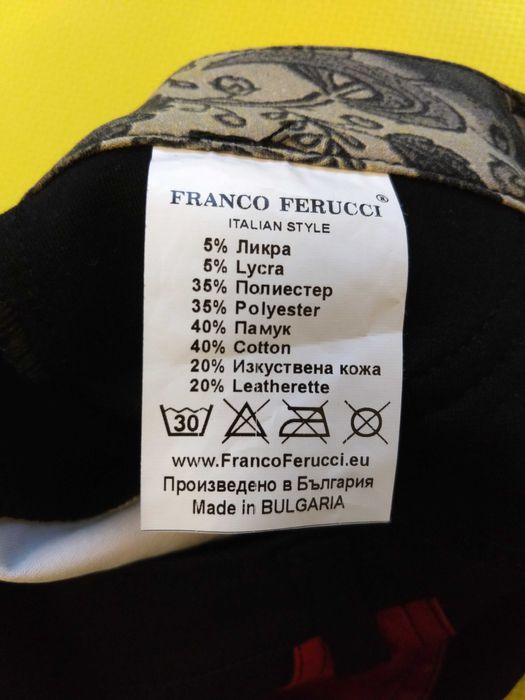 FRANCO FERUCCI®
ITALIAN STYLE
5% Ликра
5% Lycra
35% Полиестер
35% Polyester
40% Памук
40% Cotton
20% Изкуствена кожа
20% Leatherette
30
www.FrancoFerucci.eu
Произведено в България
Made in BULGARIA